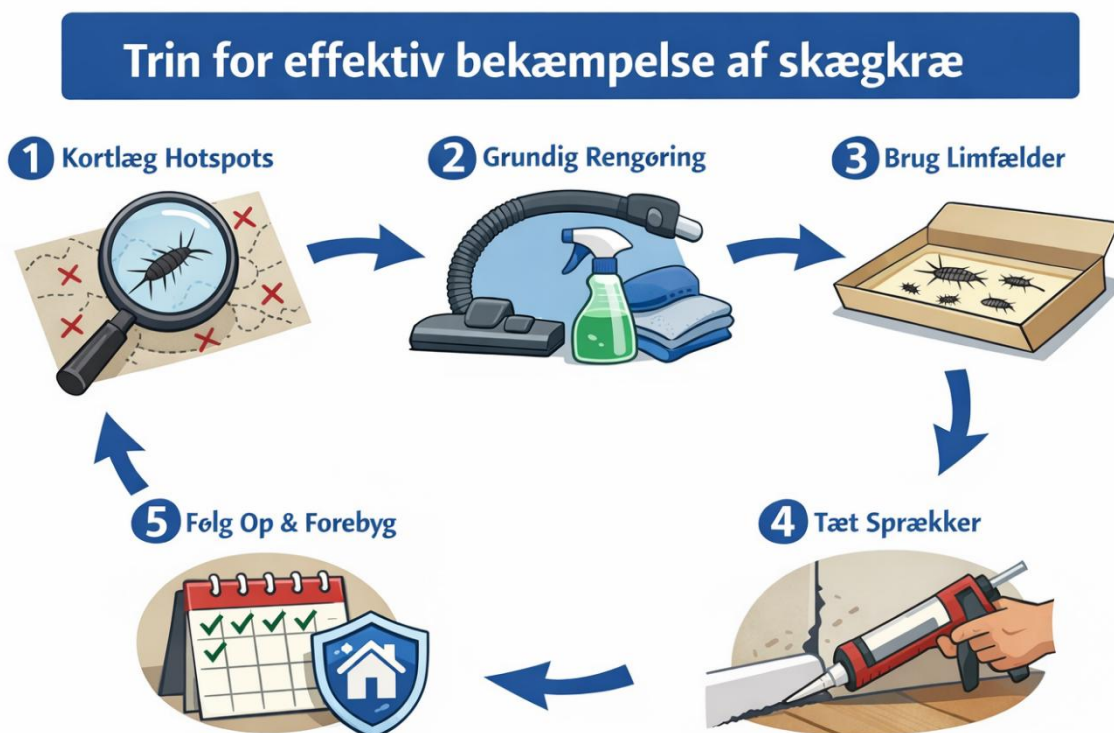 Trin for effektiv bekæmpelse af skægkræ
1 Kortlæg Hotspots
2 Grundig Rengøring
3 Brug Limfælder
4 Tæt Sprækker
5 Følg Op & Forebyg